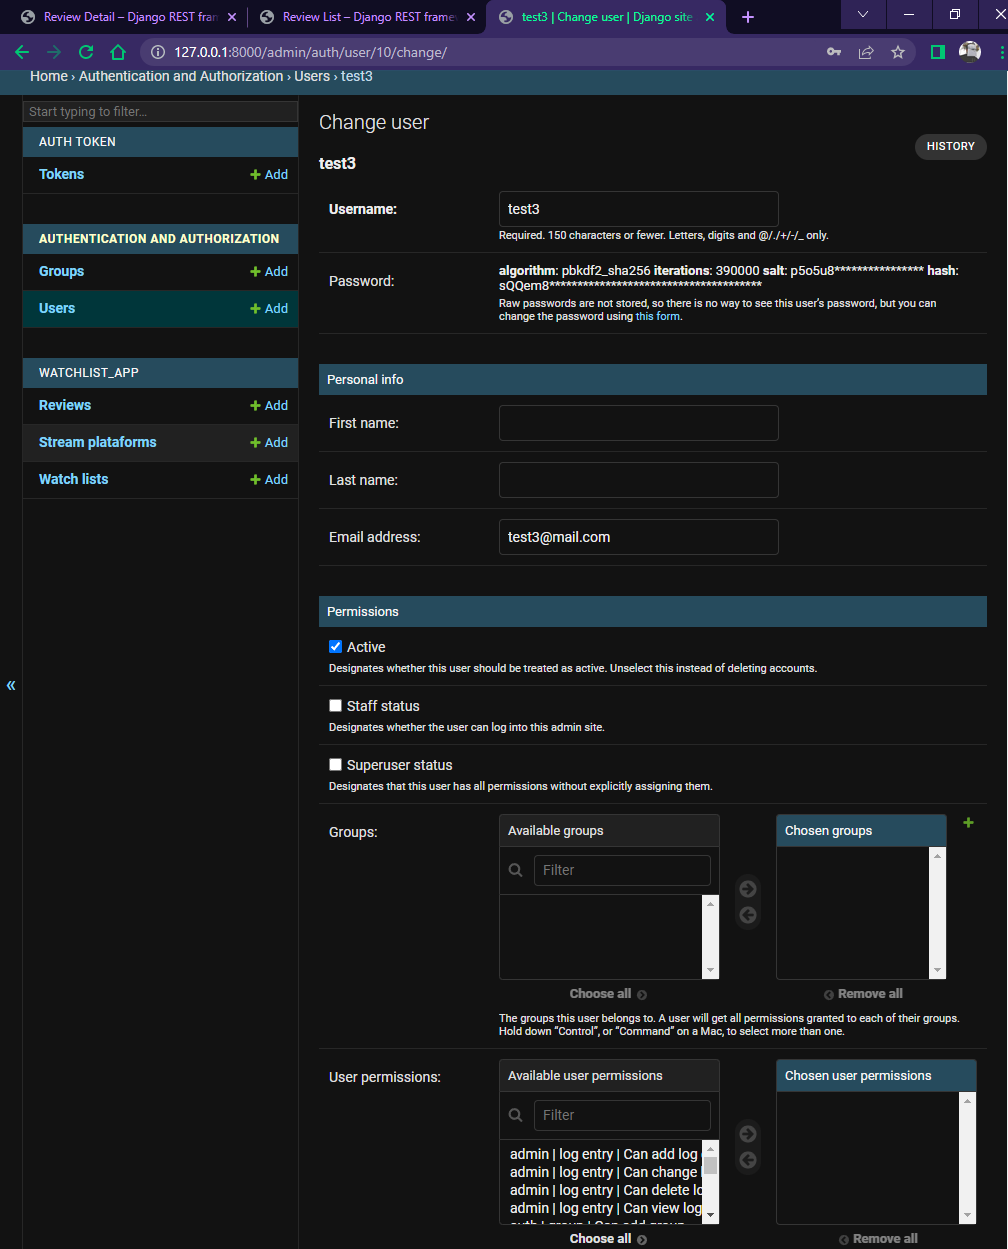 Review Detail – Django REST fram
Review List – Django REST framew
test3 | Change user | Django site
127.0.0.1:8000/admin/auth/user/10/change/
Home › Authentication and Authorization › Users › test3
Start typing to filter...
AUTH TOKEN
Tokens
+ Add
AUTHENTICATION AND AUTHORIZATION
Groups
+ Add
Users
+ Add
WATCHLIST_APP
Reviews
+ Add
Stream plataforms
+ Add
Watch lists
+ Add
«
Change user
HISTORY
test3
Username:
test3
Required. 150 characters or fewer. Letters, digits and @/./+/-/_ only.
Password:
algorithm: pbkdf2_sha256 iterations: 390000 salt: p5o5u8**************** hash:
sQQem8**************************************
Raw passwords are not stored, so there is no way to see this user's password, but you can
change the password using this form.
Personal info
First name:
Last name:
Email address:
test3@mail.com
Permissions
Active
Designates whether this user should be treated as active. Unselect this instead of deleting accounts.
Staff status
Designates whether the user can log into this admin site.
Superuser status
Designates that this user has all permissions without explicitly assigning them.
Groups:
Available groups
Filter
Choose all
Chosen groups
Remove all
The groups this user belongs to. A user will get all permissions granted to each of their groups.
Hold down “Control”, or “Command” on a Mac, to select more than one.
User permissions:
Available user permissions
Filter
admin | log entry | Can add log
admin | log entry | Can change
admin | log entry | Can delete lo
admin | log entry | Can view log
auth | group | Can add group
Choose all
Chosen user permissions
Remove all